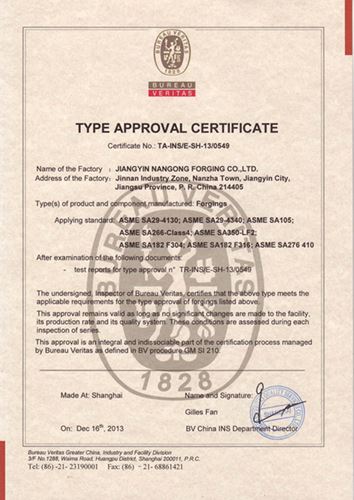 BUREAU VERITAS
1828
BUREAU
VERITAS
TYPE APPROVAL CERTIFICATE
Certificate No.: TA-INS/E-SH-13/0549
Name of the Factory : JIANGYIN NANGONG FORGING CO.,LTD.
Address of the Factory : Jinnan Industry Zone, Nanzha Town, Jiangyin City,
Jiangsu Province, P. R. China 214405
Type(s) of product and component manufactured: Forgings
Applying standard: ASME SA29-4130; ASME SA29-4340; ASME SA105;
ASME SA266-Class4; ASME SA350-LF2;
ASME SA182 F304; ASME SA182 F316; ASME SA276 410
After examination of the following documents:
- test reports for type approval n° TR-INS/E-SH-13/0549
The undersigned, Inspector of Bureau Veritas, certifies that the above type meets the
applicable requirements for the type approval of forgings listed above.
This approval remains valid as long as no significant changes are made to the facility,
its production rate and its quality system. These conditions are assessed during each
inspection of series.
This approval is an integral and indissociable part of the certification process managed
by Bureau Veritas as defined in BV procedure GM SI 210.
BUREAU VERITAS
1828
Made At: Shanghai
Name and Signature:
Gilles Fan
On: Dec 16th, 2013
BV China INS Department Director
Bureau Veritas Greater China, Industry and Facility Division
3/F No.1288, Waima Road, Huangpu District, Shanghai 200011, P.R.C.
Tel: (86) -21- 23190001 Fax: (86) - 21- 68861421